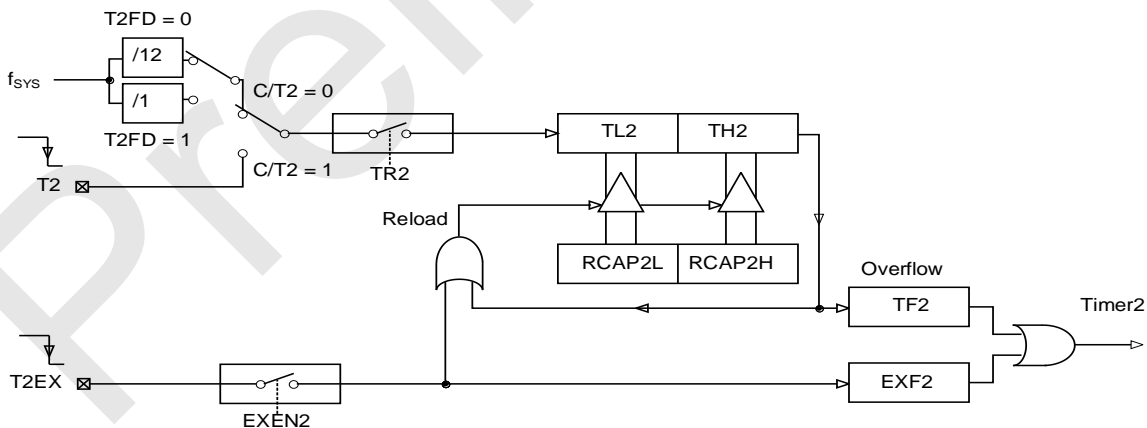 T2FD = 0
/12
fSYS
/1
C/T2 = 0
T2FD = 1
C/T2 = 1
T2
TR2
TL2
TH2
Reload
RCAP2L
RCAP2H
Overflow
TF2
Timer2
T2EX
EXEN2
EXF2